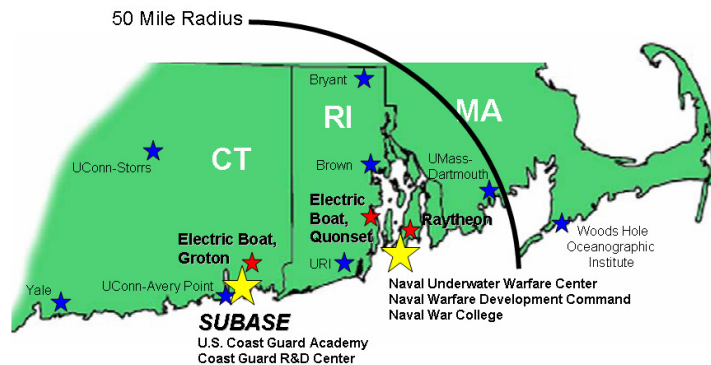 50 Mile Radius
Bryant
RI
MA
CT
UConn-Storrs
Brown
UMass-
Dartmouth
Electric
Boat,
Quonset
Raytheon
Woods Hole
Oceanographic
Institute
Electric Boat,
Groton
URI
Yale
UConn-Avery Point
Naval Underwater Warfare Center
Naval Warfare Development Command
Naval War College
SUBASE
U.S. Coast Guard Academy
Coast Guard R&D Center